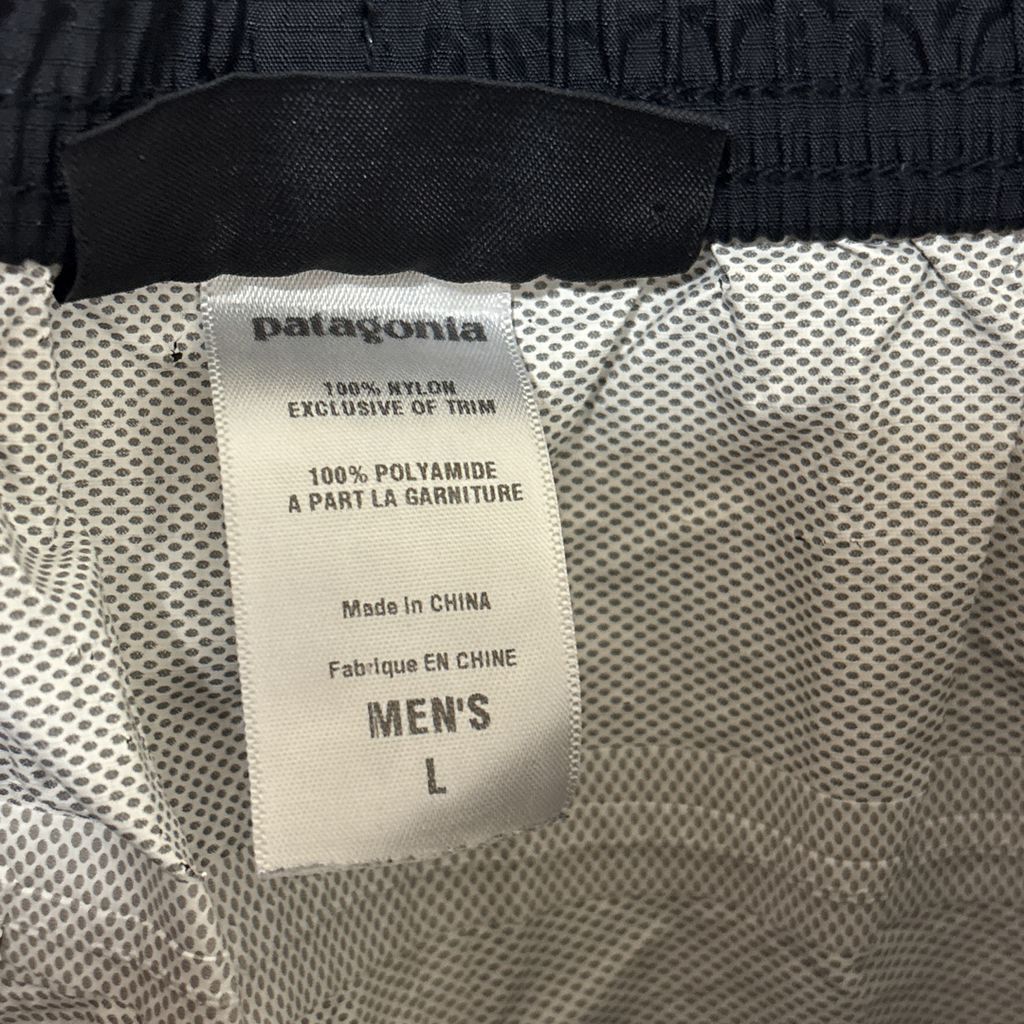 patagonia
100% NYLON
EXCLUSIVE OF TRIM
100% POLYAMIDE
A PART LA GARNITURE
Made in CHINA
Fabrique EN CHINE
MEN'S
L